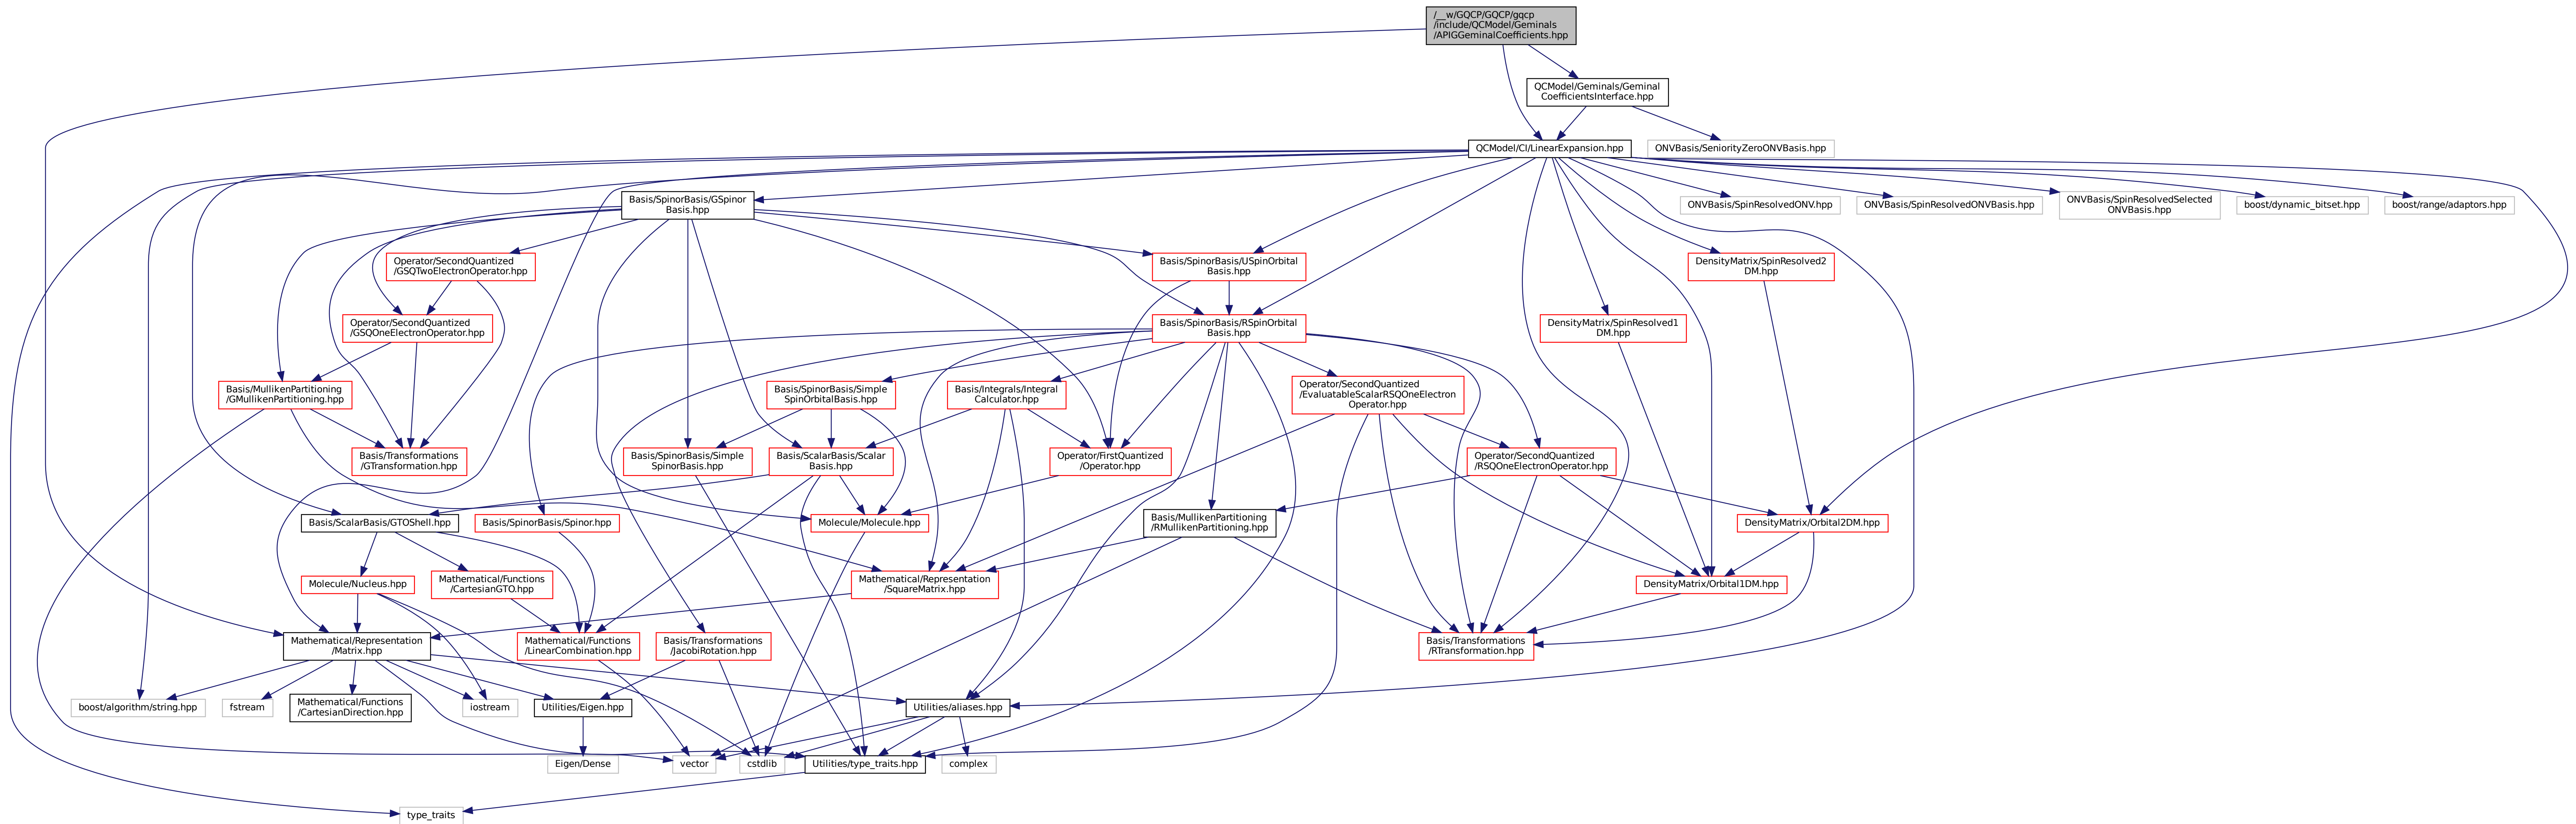 /__w/GQCP/GQCP/gqcp
/include/QCModel/Geminals
/APIGGeminalCoefficients.hpp
QCModel/Geminals/Geminal
CoefficientsInterface.hpp
QCModel/CI/LinearExpansion.hpp
ONVBasis/SeniorityZeroONVBasis.hpp
Basis/SpinorBasis/GSpinor
Basis.hpp
ONVBasis/SpinResolvedONV.hpp
ONVBasis/SpinResolvedONVBasis.hpp
ONVBasis/SpinResolvedSelected
ONVBasis.hpp
boost/dynamic_bitset.hpp
boost/range/adaptors.hpp
Operator/SecondQuantized
/GSQTwoElectronOperator.hpp
Basis/SpinorBasis/USpinOrbital
Basis.hpp
DensityMatrix/SpinResolved2
DM.hpp
Operator/SecondQuantized
/GSQOneElectronOperator.hpp
Basis/SpinorBasis/RSpinOrbital
Basis.hpp
DensityMatrix/SpinResolved1
DM.hpp
Basis/MullikenPartitioning
/GMullikenPartitioning.hpp
Basis/SpinorBasis/Simple
SpinOrbitalBasis.hpp
Basis/Integrals/Integral
Calculator.hpp
Operator/SecondQuantized
/EvaluatableScalarRSQOneElectron
Operator.hpp
Basis/Transformations
/GTransformation.hpp
Basis/SpinorBasis/Simple
SpinorBasis.hpp
Basis/ScalarBasis/Scalar
Basis.hpp
Operator/FirstQuantized
/Operator.hpp
Operator/SecondQuantized
/RSQOneElectronOperator.hpp
Basis/ScalarBasis/GTOShell.hpp
Basis/SpinorBasis/Spinor.hpp
Molecule/Molecule.hpp
Basis/MullikenPartitioning
/RMullikenPartitioning.hpp
DensityMatrix/Orbital2DM.hpp
Molecule/Nucleus.hpp
Mathematical/Functions
/CartesianGTO.hpp
Mathematical/Representation
/SquareMatrix.hpp
DensityMatrix/Orbital1DM.hpp
Mathematical/Representation
/Matrix.hpp
Mathematical/Functions
/LinearCombination.hpp
Basis/Transformations
/JacobiRotation.hpp
Basis/Transformations
/RTransformation.hpp
boost/algorithm/string.hpp
fstream
Mathematical/Functions
/CartesianDirection.hpp
iostream
Utilities/Eigen.hpp
Utilities/aliases.hpp
Eigen/Dense
vector
cstdlib
Utilities/type_traits.hpp
complex
type_traits